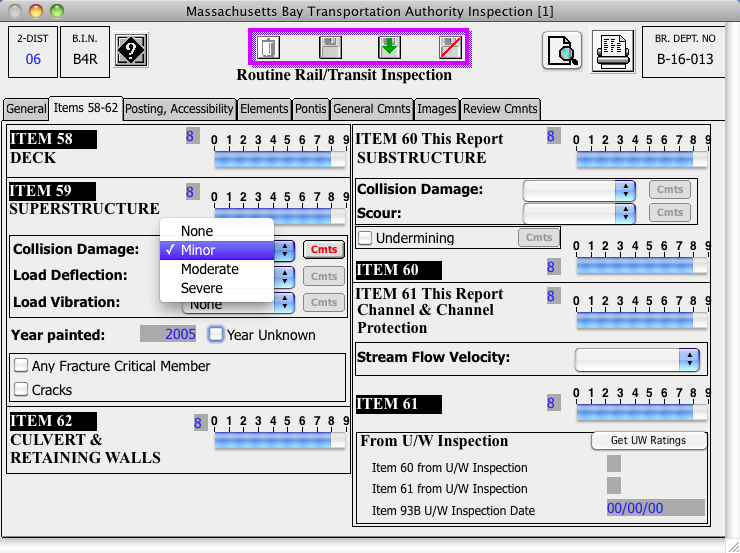 Massachusetts Bay Transportation Authority Inspection [1]
2-DIST
06
B.I.N.
B4R
?
Routine Rail/Transit Inspection
BR. DEPT. NO
B-16-013
General
Items 58-62
Posting, Accessibility
Elements
Pontis
General Cmnts
Images
Review Cmnts
ITEM 58
DECK
8
0 1 2 3 4 5 6 7 8 9
ITEM 59
SUPERSTRUCTURE
8
0 1 2 3 4 5 6 7 8 9
Collision Damage:
None
✓ Minor
Moderate
Severe
Cmts
Load Deflection:
Cmts
Load Vibration:
None
Cmts
Year painted:
2005
Year Unknown
Any Fracture Critical Member
Cracks
ITEM 62
CULVERT &
RETAINING WALLS
8
0 1 2 3 4 5 6 7 8 9
ITEM 60 This Report
SUBSTRUCTURE
8
0 1 2 3 4 5 6 7 8 9
Collision Damage:
Cmts
Scour:
Cmts
Undermining
Cmts
ITEM 60
8
0 1 2 3 4 5 6 7 8 9
ITEM 61 This Report
Channel & Channel
Protection
8
0 1 2 3 4 5 6 7 8 9
Stream Flow Velocity:
ITEM 61
8
0 1 2 3 4 5 6 7 8 9
From U/W Inspection
Get UW Ratings
Item 60 from U/W Inspection
Item 61 from U/W Inspection
Item 93B U/W Inspection Date
00/00/00